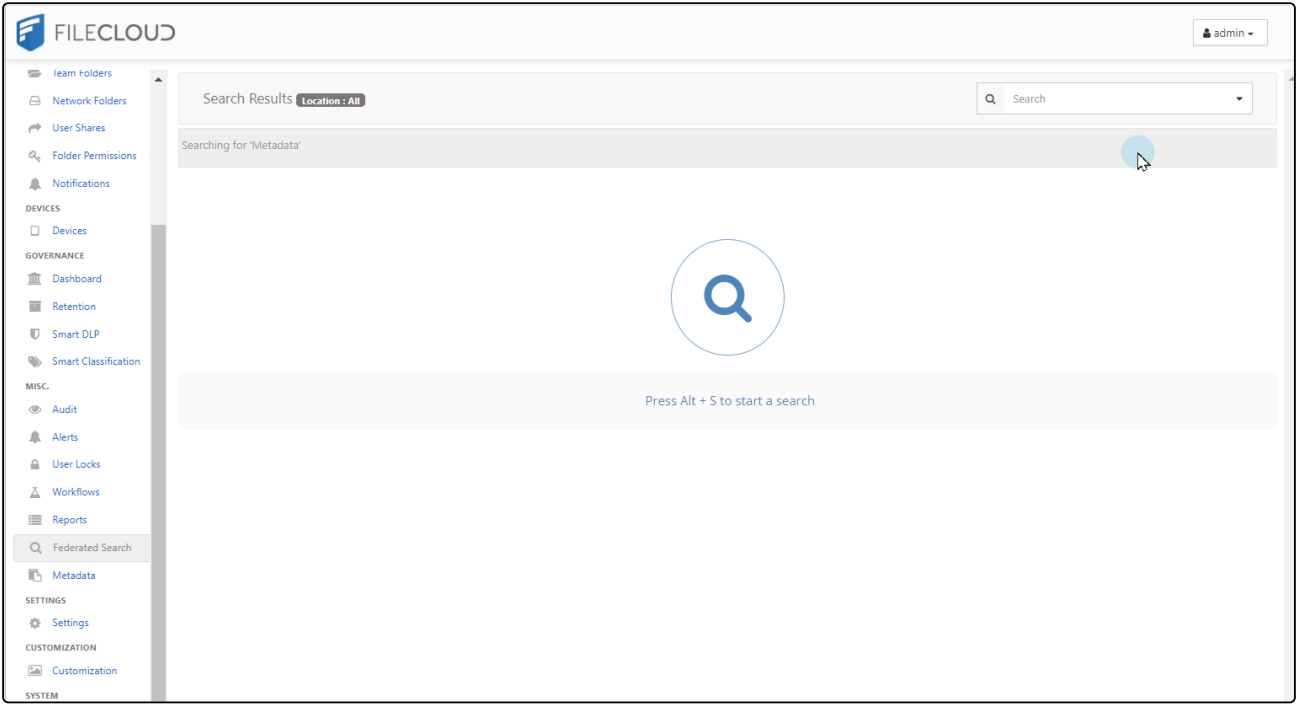 FILECLOUD
admin
Team Folders
Network Folders
User Shares
Folder Permissions
Notifications
DEVICES
Devices
GOVERNANCE
Dashboard
Retention
Smart DLP
Smart Classification
MISC.
Audit
Alerts
User Locks
Workflows
Reports
Federated Search
Metadata
SETTINGS
Settings
CUSTOMIZATION
Customization
SYSTEM
Search Results Location : All
Search
Searching for 'Metadata'
Press Alt + S to start a search